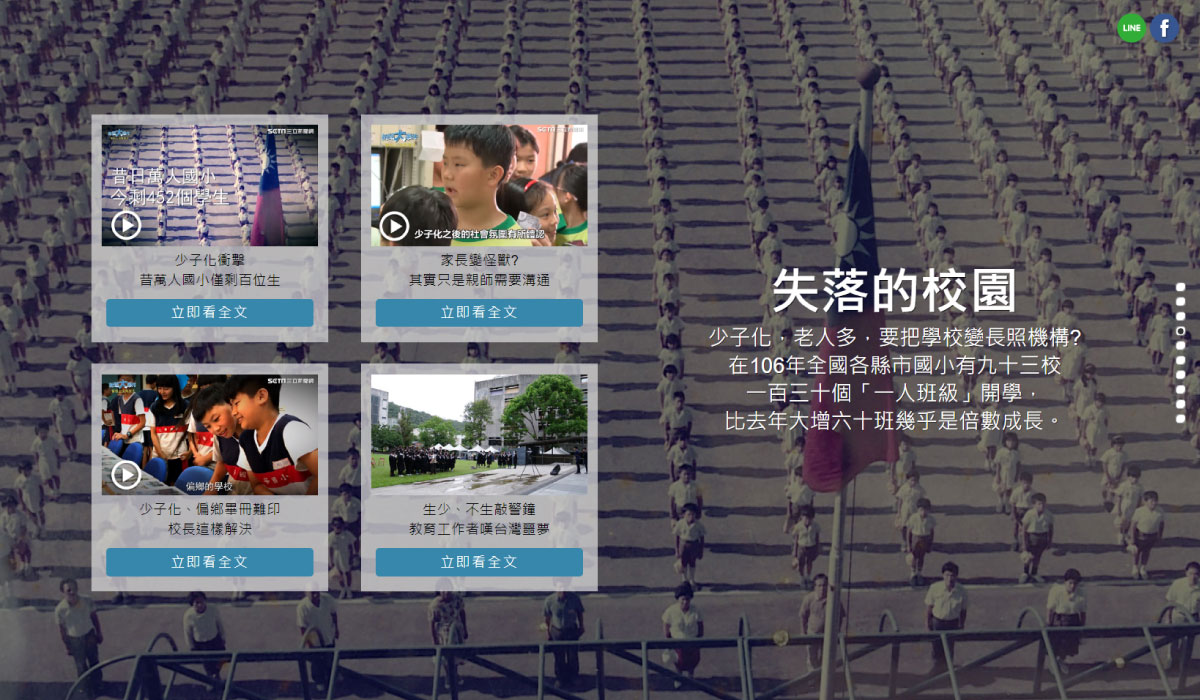 LINE
f
SETN三立新聞網
昔日萬人國小
今剩452個學生
少子化衝擊
昔萬人國小僅剩百位生
立即看全文
SETN三立新聞網
少子化之後的社會氛圍有所體認
家長變怪獸?
其實只是親師需要溝通
立即看全文
SETN三立新聞網
偏鄉的學校
少子化、偏鄉畢冊難印
校長這樣解決
立即看全文
生少、不生敲警鐘
教育工作者嘆台灣噩夢
立即看全文
失落的校園
少子化，老人多，要把學校變長照機構?
在106年全國各縣市國小有九十三校
一百三十個「一人班級」開學，
比去年大增六十班幾乎是倍數成長。